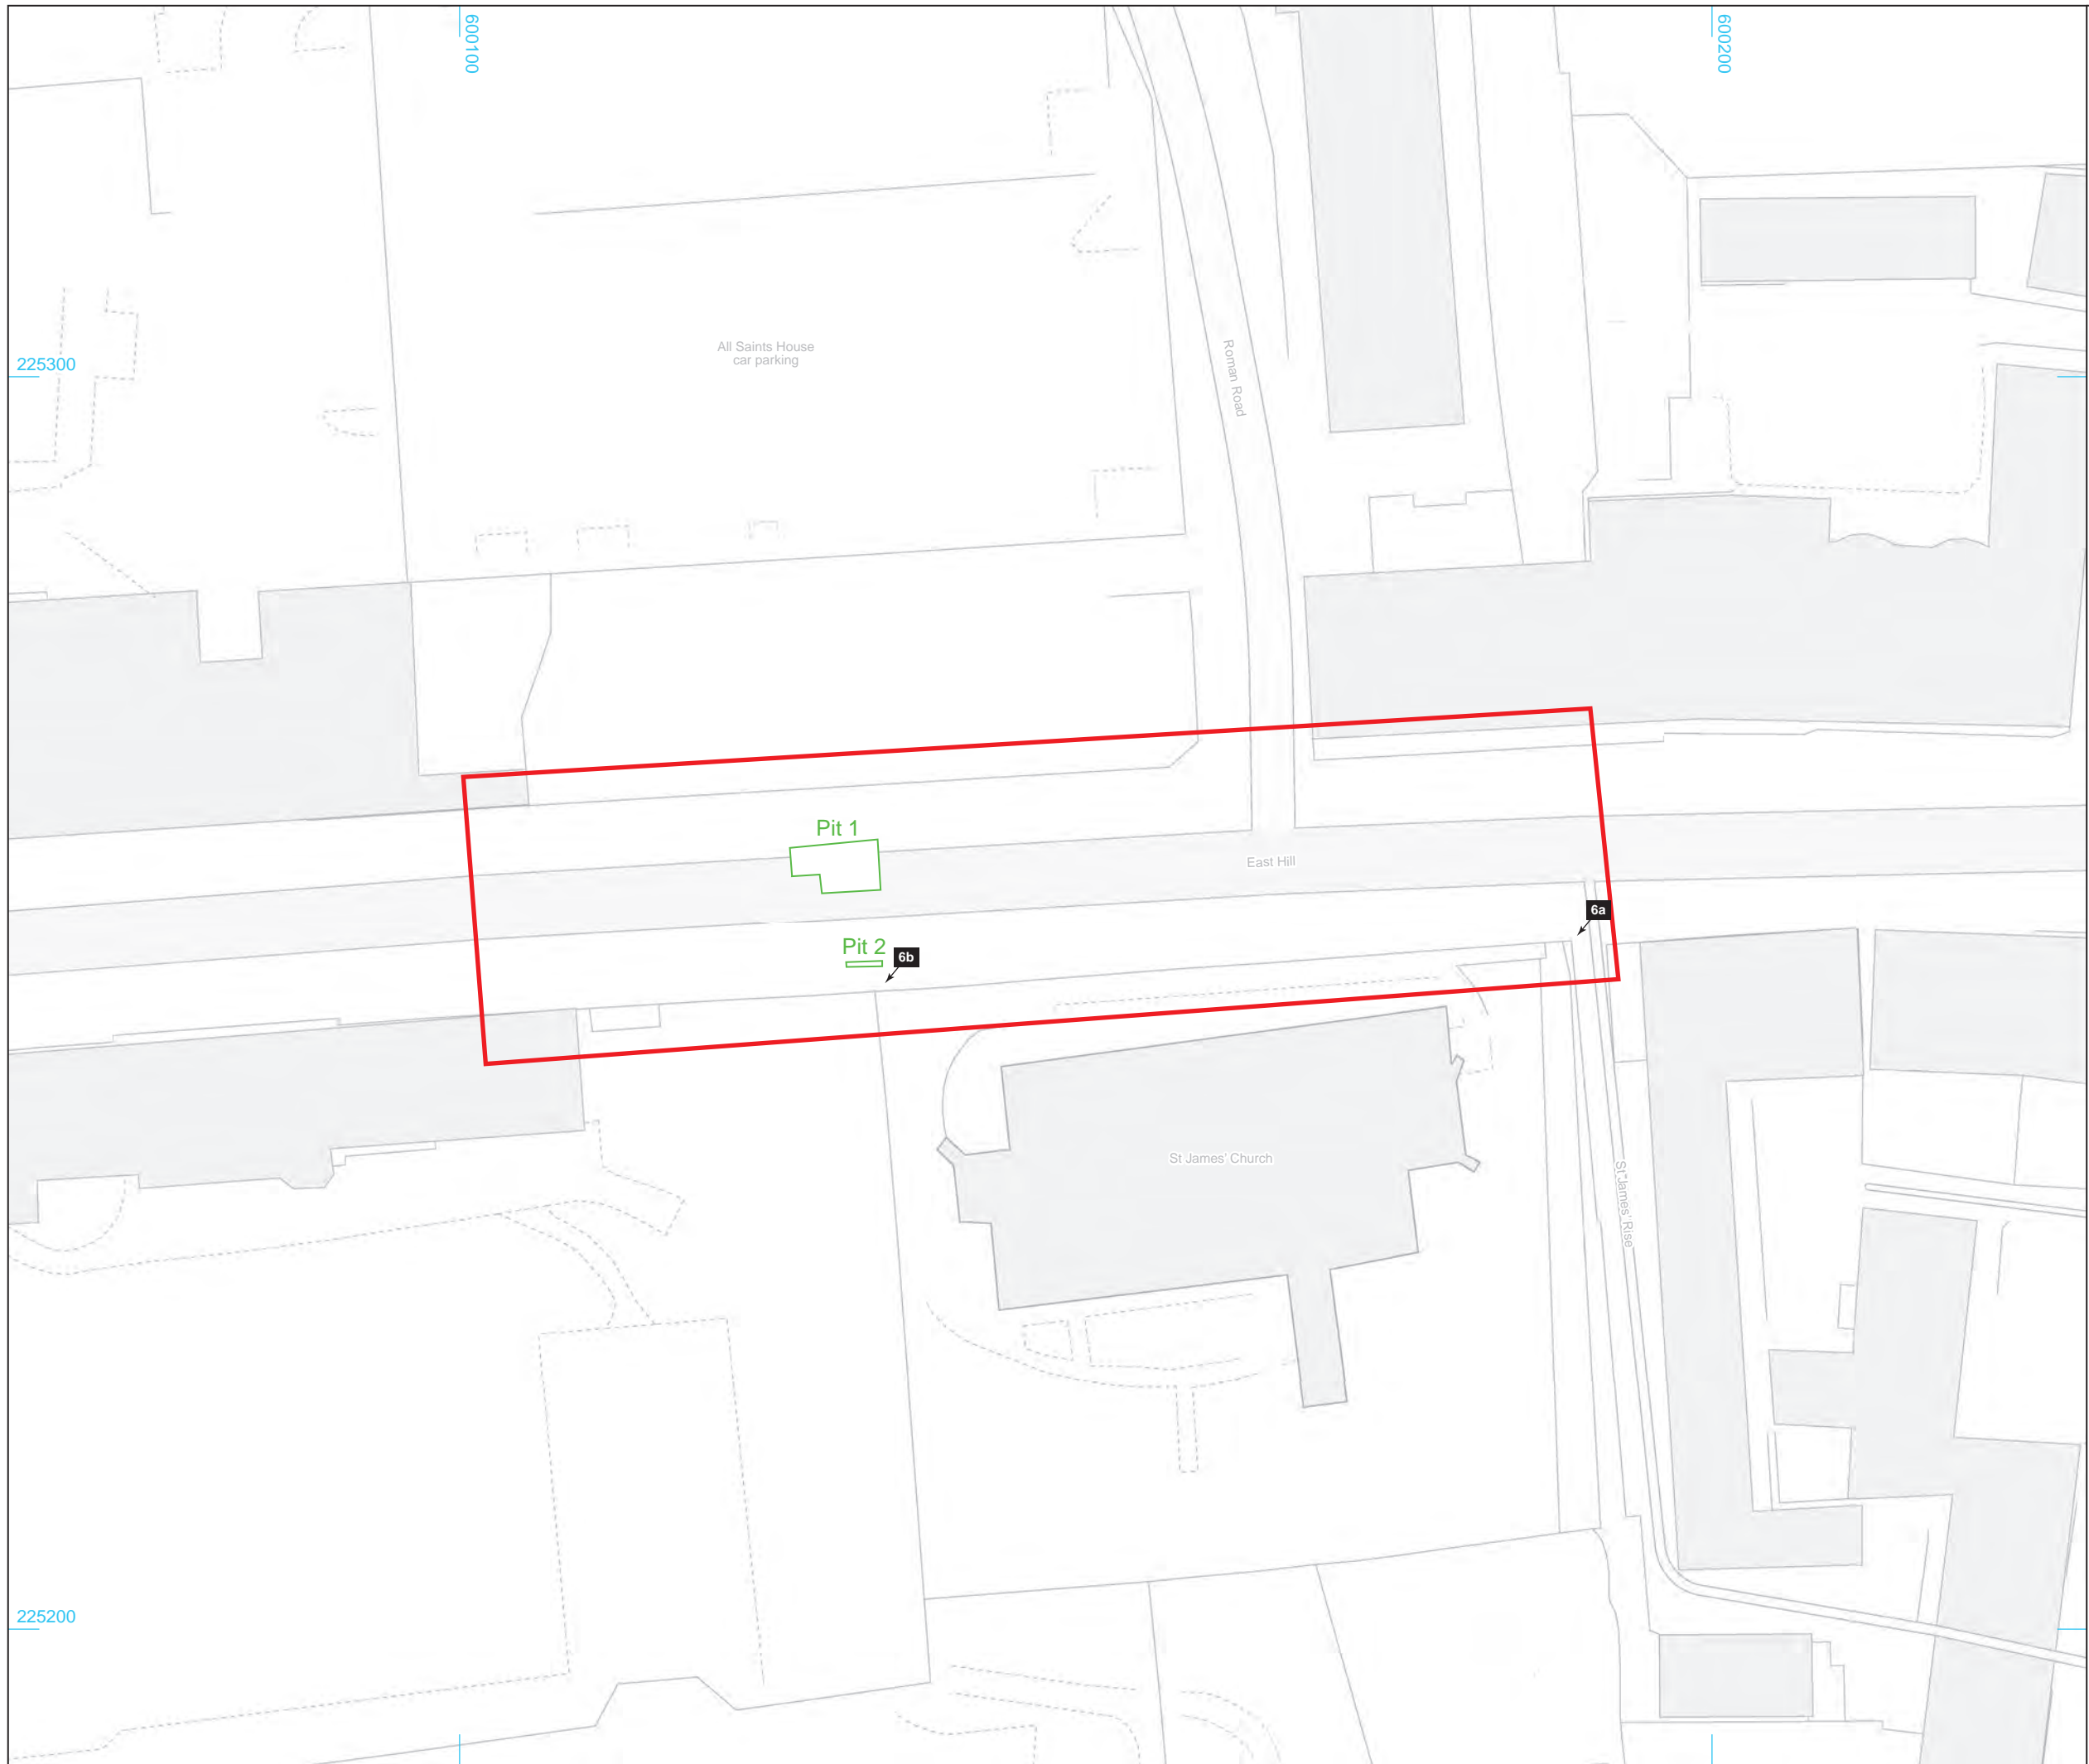 600100
600200
225300
All Saints House
car parking
Roman Road
Pit 1
East Hill
6a
Pit 2
6b
St James' Church
St James' Rise
225200